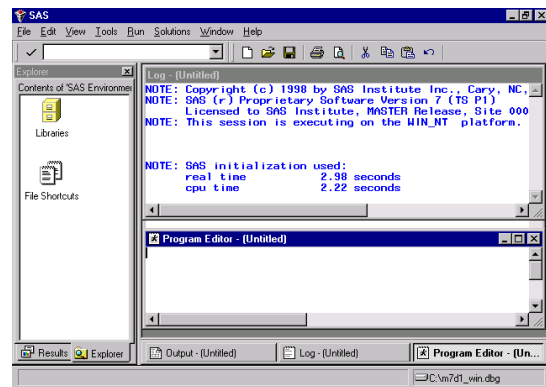 SAS
File Edit View Tools Run Solutions Window Help
Explorer
Contents of 'SAS Environmer
Libraries
File Shortcuts
Log - (Untitled)
NOTE: Copyright (c) 1998 by SAS Institute Inc., Cary, NC,
NOTE: SAS (r) Proprietary Software Version 7 (TS P1)
Licensed to SAS Institute, MASTER Release, Site 000
NOTE: This session is executing on the WIN_NT platform.
NOTE: SAS initialization used:
real time 2.98 seconds
cpu time 2.22 seconds
Program Editor - (Untitled)
Results Explorer
Output - (Untitled) Log - (Untitled) Program Editor - (Un...
C:\m7d1_win.dbg